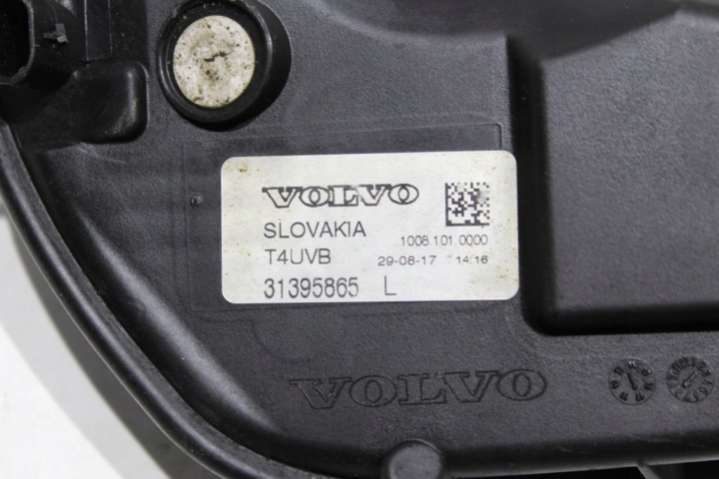 VOLVO
SLOVAKIA
1008.101.0000
T4UVB
29-08-17 14:16
31395865 L
VOLVO